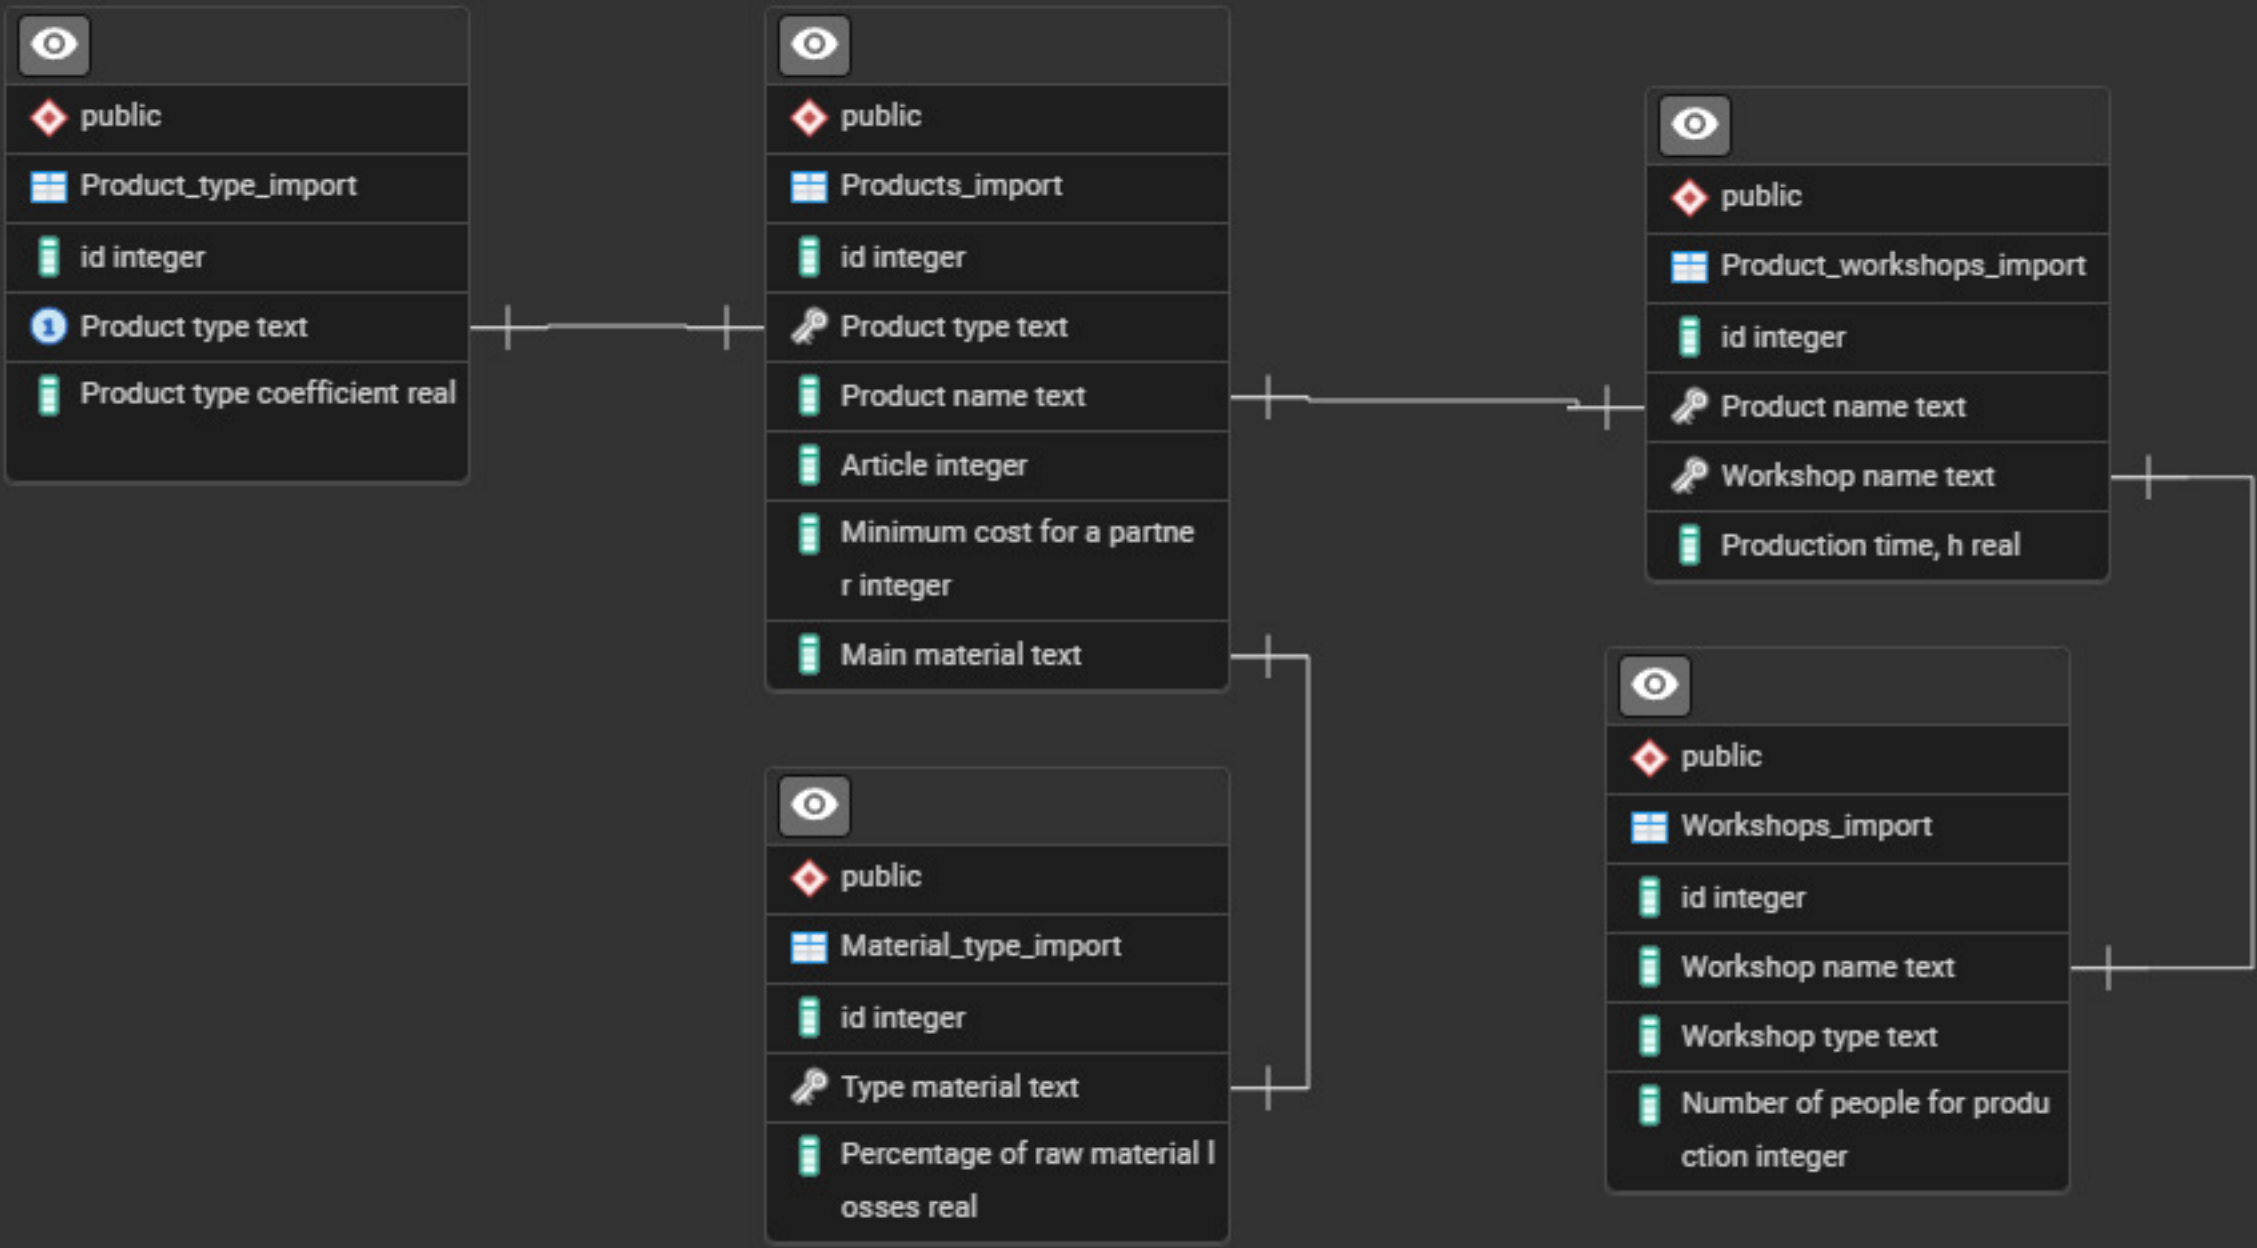 public
Product_type_import
id integer
1 Product type text
Product type coefficient real
public
Products_import
id integer
Product type text
Product name text
Article integer
Minimum cost for a partne
r integer
Main material text
public
Material_type_import
id integer
Type material text
Percentage of raw material l
osses real
public
Product_workshops_import
id integer
Product name text
Workshop name text
Production time, h real
public
Workshops_import
id integer
Workshop name text
Workshop type text
Number of people for produ
ction integer